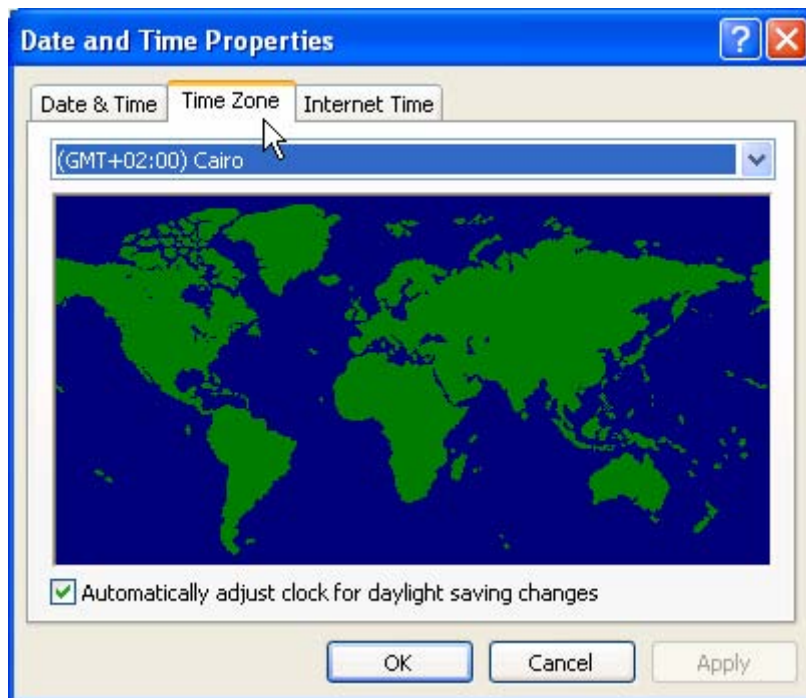 Date and Time Properties
Date & Time Time Zone Internet Time
(GMT+02:00) Cairo
Automatically adjust clock for daylight saving changes
OK Cancel Apply